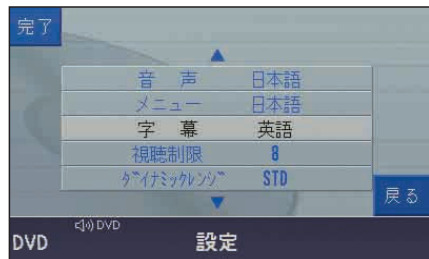 完了
音 声 日本語
メニュー 日本語
字 幕 英語
視聴制限 8
ダイナミックレンジ STD
戻る
DVD
DVD 設定